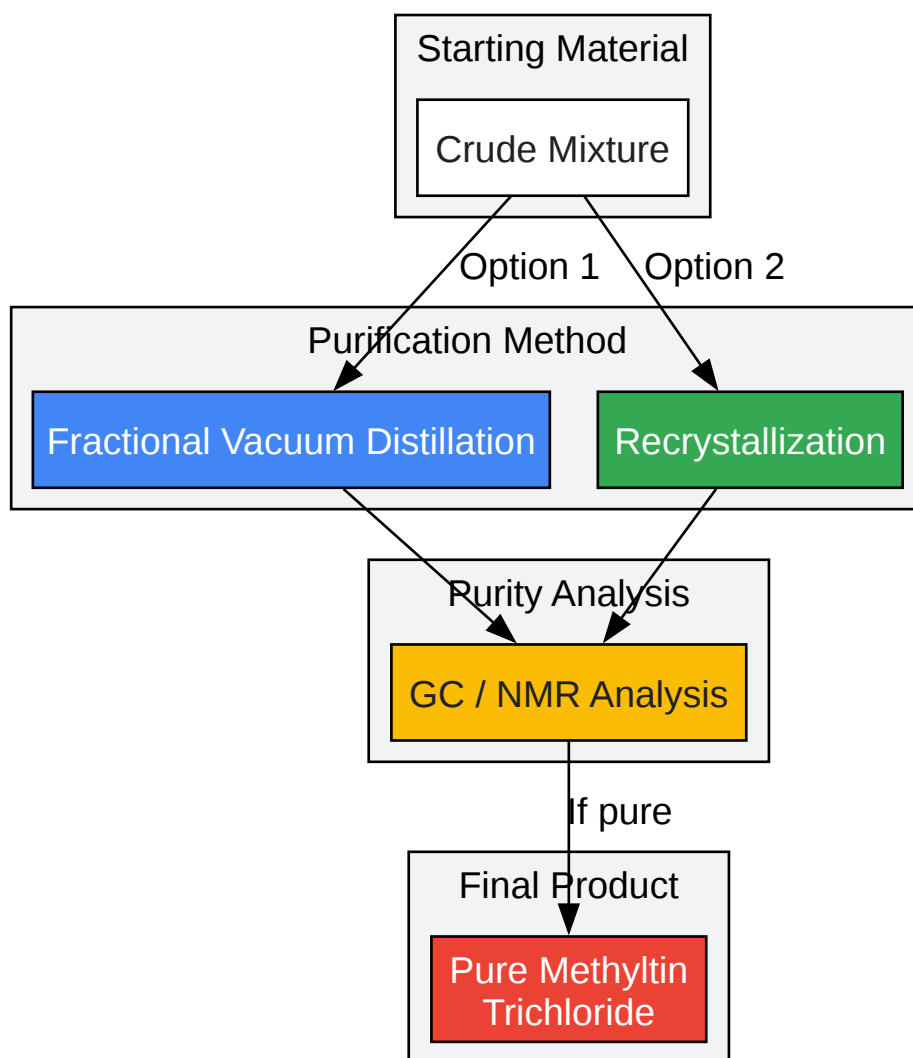 Starting Material
Crude Mixture
Option 1
Option 2
Purification Method
Fractional Vacuum Distillation
Recrystallization
Purity Analysis
GC / NMR Analysis
If pure
Final Product
Pure Methyltin
Trichloride